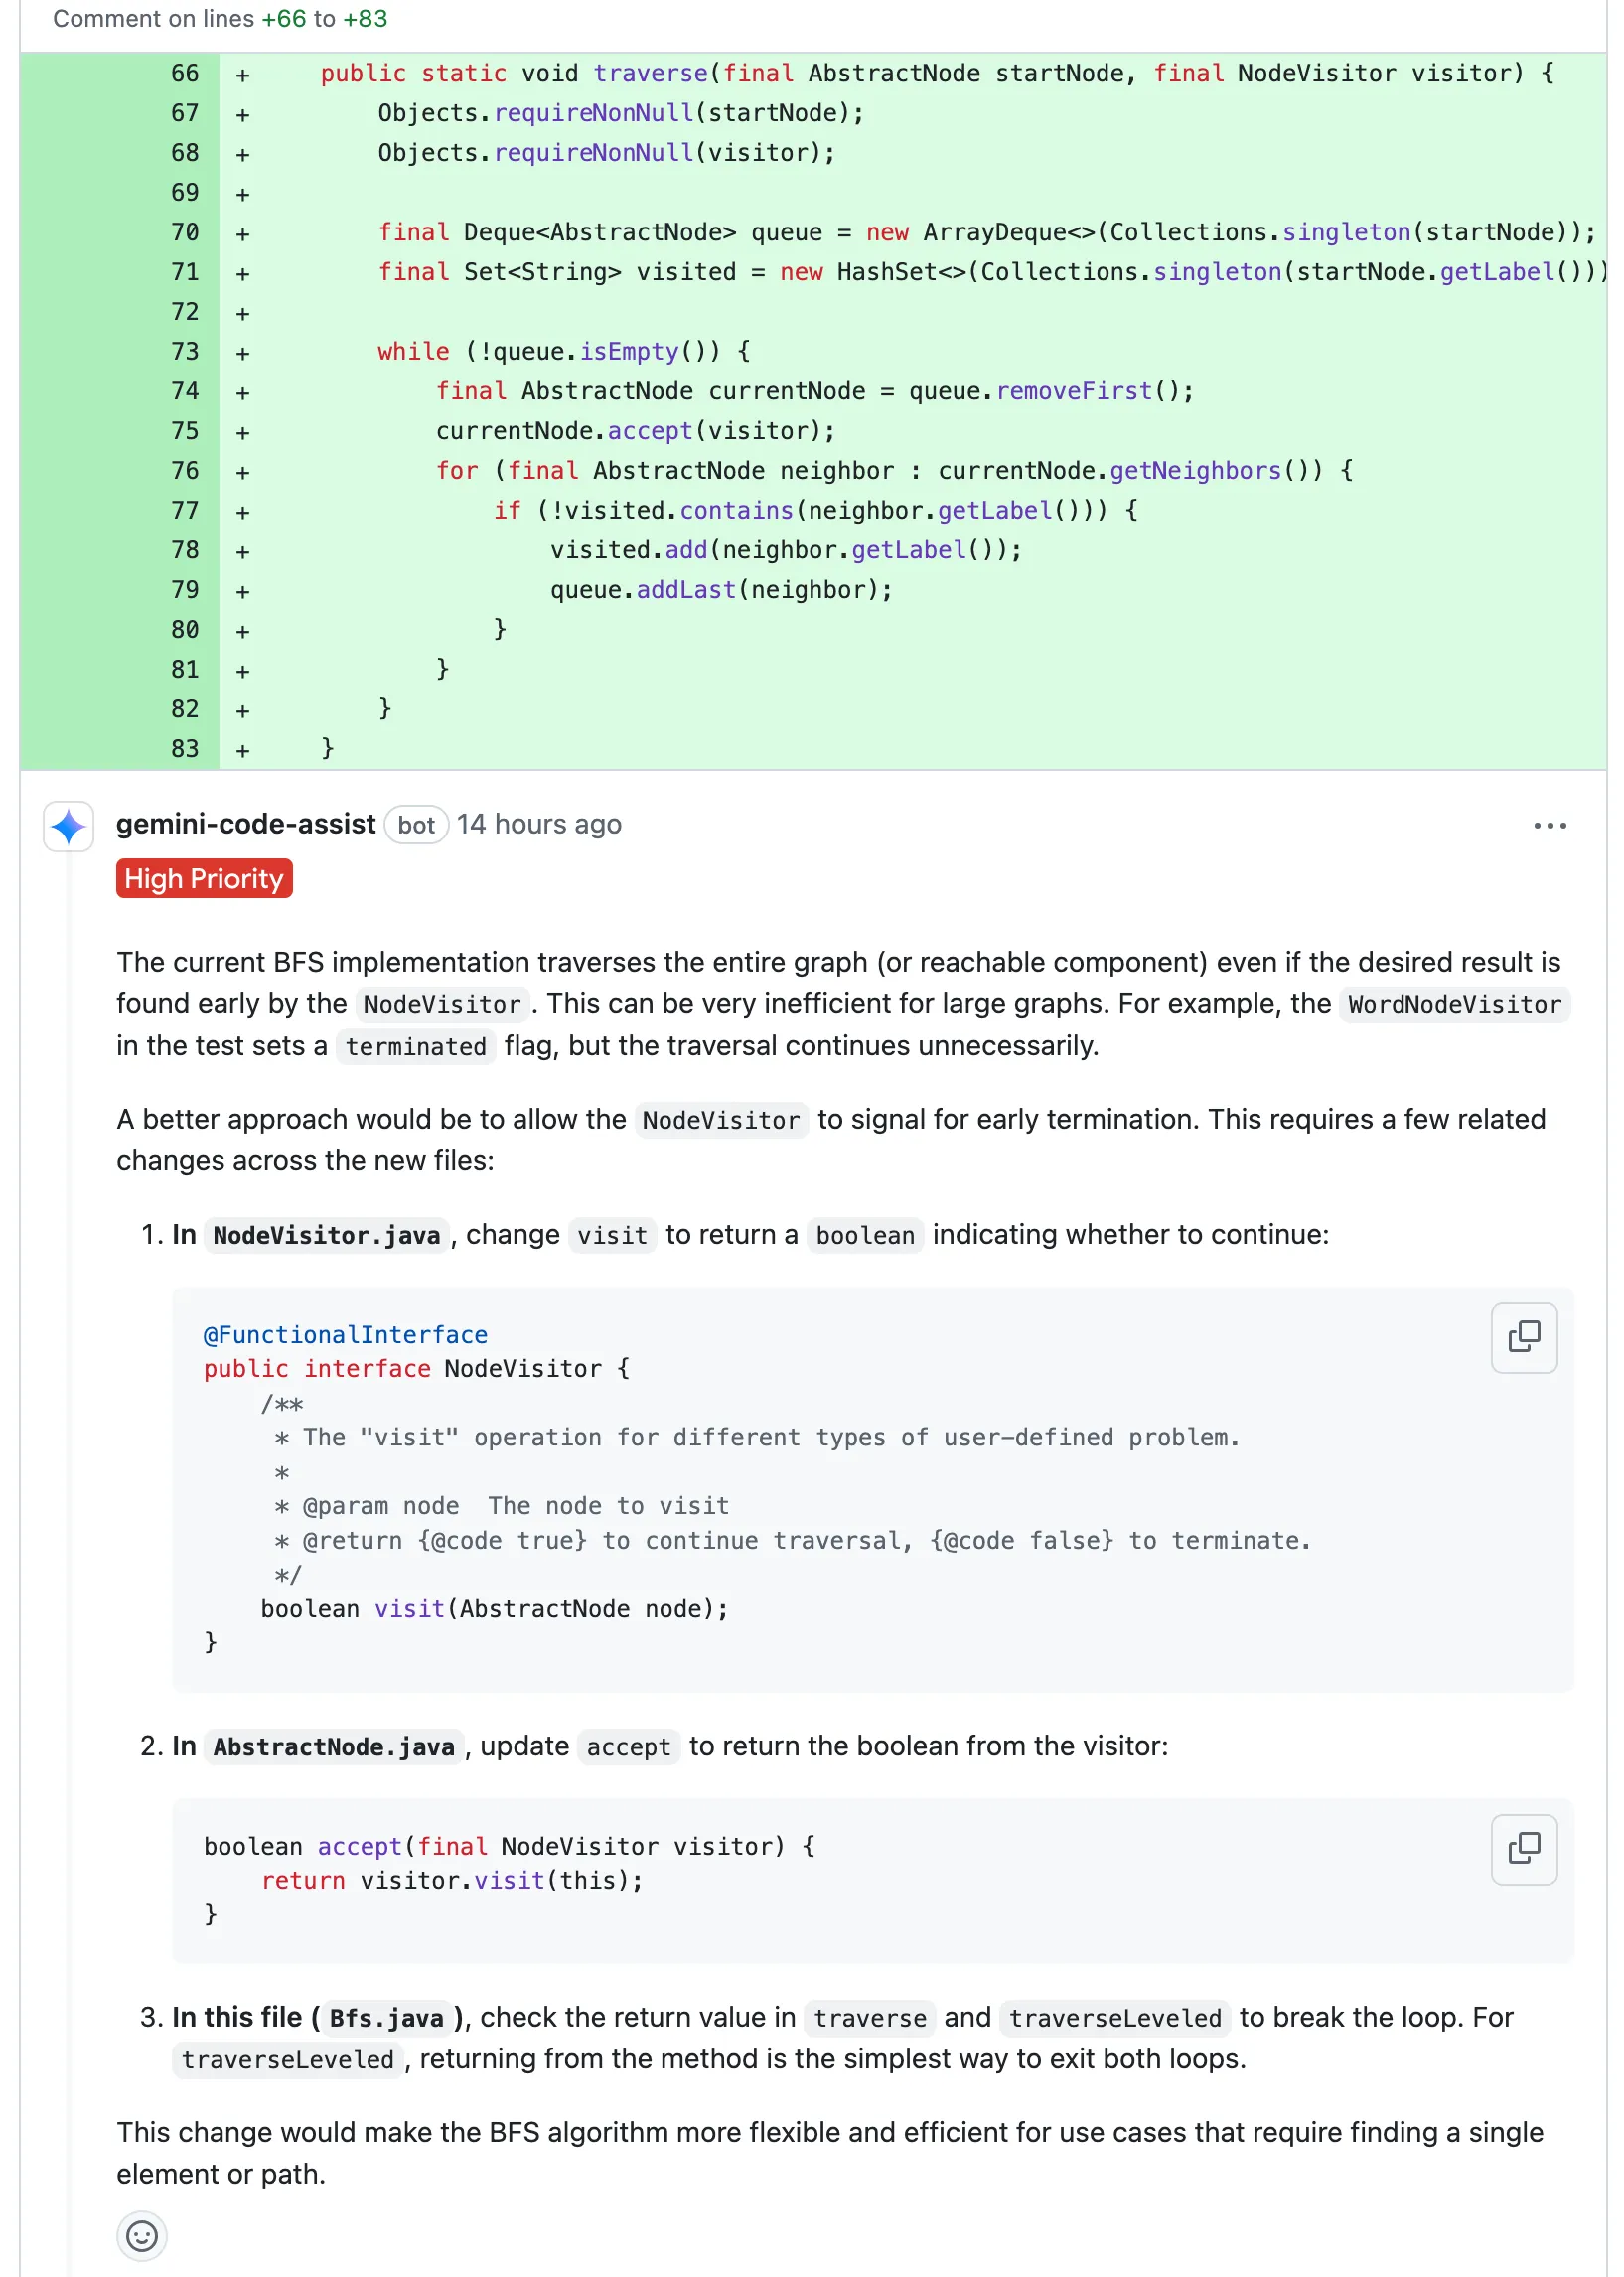 Comment on lines +66 to +83
66 + public static void traverse(final AbstractNode startNode, final NodeVisitor visitor) {
67 + Objects.requireNonNull(startNode);
68 + Objects.requireNonNull(visitor);
69 +
70 + final Deque<AbstractNode> queue = new ArrayDeque<>(Collections.singleton(startNode));
71 + final Set<String> visited = new HashSet<>(Collections.singleton(startNode.getLabel()))
72 +
73 + while (!queue.isEmpty()) {
74 + final AbstractNode currentNode = queue.removeFirst();
75 + currentNode.accept(visitor);
76 + for (final AbstractNode neighbor : currentNode.getNeighbors()) {
77 + if (!visited.contains(neighbor.getLabel())) {
78 + visited.add(neighbor.getLabel());
79 + queue.addLast(neighbor);
80 + }
81 + }
82 + }
83 + }
gemini-code-assist bot 14 hours ago
High Priority
The current BFS implementation traverses the entire graph (or reachable component) even if the desired result is
found early by the NodeVisitor. This can be very inefficient for large graphs. For example, the WordNodeVisitor
in the test sets a terminated flag, but the traversal continues unnecessarily.
A better approach would be to allow the NodeVisitor to signal for early termination. This requires a few related
changes across the new files:
1. In NodeVisitor.java, change visit to return a boolean indicating whether to continue:
@FunctionalInterface
public interface NodeVisitor {
/**
* The "visit" operation for different types of user-defined problem.
*
* @param node  The node to visit
* @return {@code true} to continue traversal, {@code false} to terminate.
*/
boolean visit(AbstractNode node);
}
2. In AbstractNode.java, update accept to return the boolean from the visitor:
boolean accept(final NodeVisitor visitor) {
return visitor.visit(this);
}
3. In this file (Bfs.java), check the return value in traverse and traverseLeveled to break the loop. For
traverseLeveled, returning from the method is the simplest way to exit both loops.
This change would make the BFS algorithm more flexible and efficient for use cases that require finding a single
element or path.